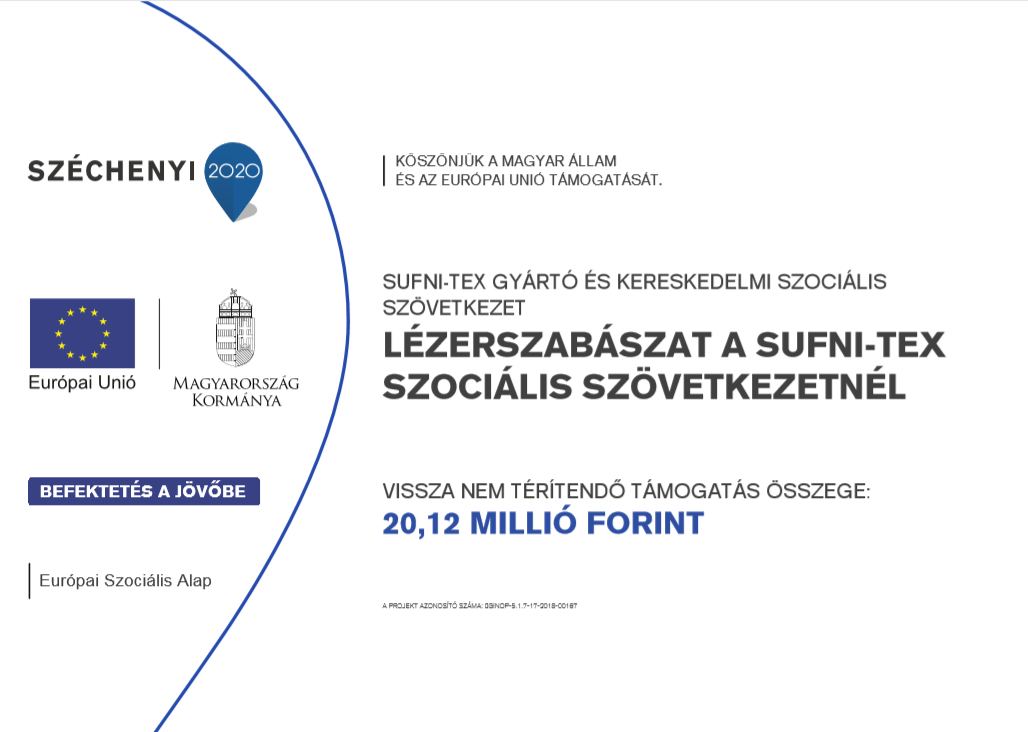 SZÉCHENYI 2020
Európai Unió
MAGYARORSZÁG
KORMÁNYA
BEFEKTETÉS A JÖVŐBE
Európai Szociális Alap
KÖSZÖNJÜK A MAGYAR ÁLLAM
ÉS AZ EURÓPAI UNIÓ TÁMOGATÁSÁT.
SUFNI-TEX GYÁRTÓ ÉS KERESKEDELMI SZOCIÁLIS
SZÖVETKEZET
LÉZERSZABÁSZAT A SUFNI-TEX
SZOCIÁLIS SZÖVETKEZETNÉL
VISSZA NEM TÉRÍTENDŐ TÁMOGATÁS ÖSSZEGE:
20,12 MILLIÓ FORINT
A PROJEKT AZONOSÍTÓ SZÁMA: GINOP-5.1.7-17-2018-00167